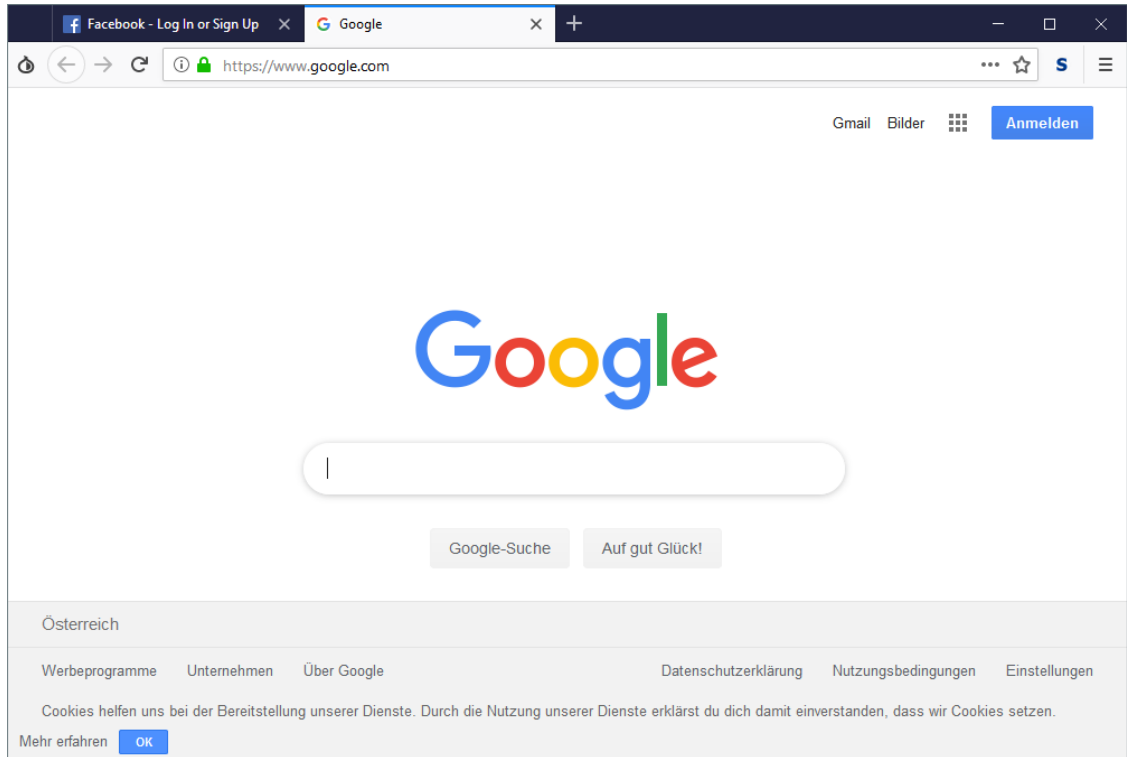 Facebook - Log In or Sign Up Google
https://www.google.com S
Gmail Bilder Anmelden
Google
Google-Suche Auf gut Glück!
Österreich
Werbeprogramme Unternehmen Über Google Datenschutzerklärung Nutzungsbedingungen Einstellungen
Cookies helfen uns bei der Bereitstellung unserer Dienste. Durch die Nutzung unserer Dienste erklärst du dich damit einverstanden, dass wir Cookies setzen.
Mehr erfahren OK